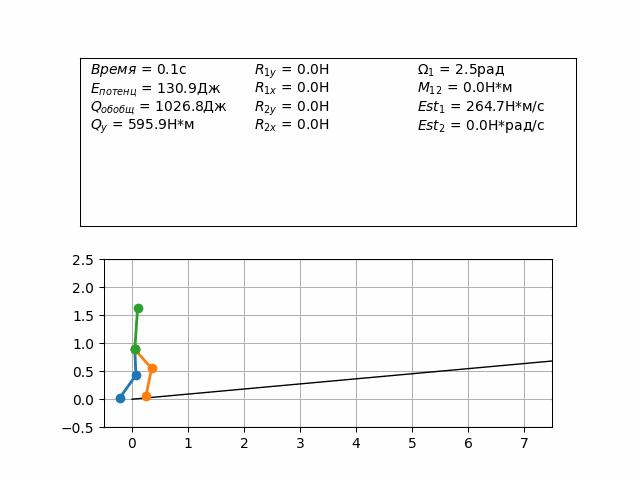 Время = 0.1с R1y = 0.0Н Ω1 = 2.5рад
Eпотенц = 130.9Дж R1x = 0.0Н M12 = 0.0Н*м
Qобобщ = 1026.8Дж R2y = 0.0Н Est1 = 264.7Н*м/с
Qy = 595.9Н*м R2x = 0.0Н Est2 = 0.0Н*рад/с
2.5
2.0
1.5
1.0
0.5
0.0
−0.5
0 1 2 3 4 5 6 7